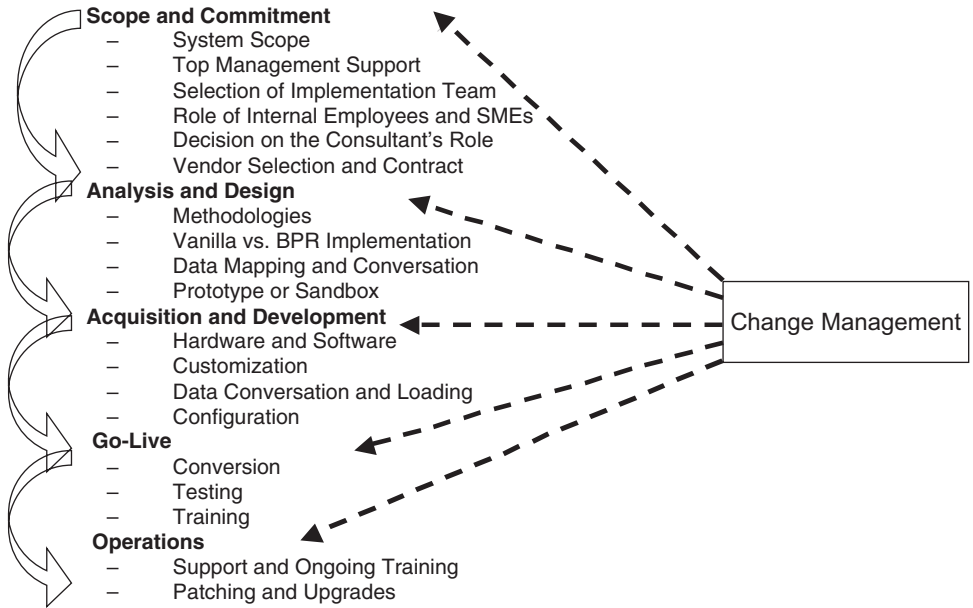 Scope and Commitment
– System Scope
– Top Management Support
– Selection of Implementation Team
– Role of Internal Employees and SMEs
– Decision on the Consultant's Role
– Vendor Selection and Contract
Analysis and Design
– Methodologies
– Vanilla vs. BPR Implementation
– Data Mapping and Conversation
– Prototype or Sandbox
Acquisition and Development
– Hardware and Software
– Customization
– Data Conversation and Loading
– Configuration
Go-Live
– Conversion
– Testing
– Training
Operations
– Support and Ongoing Training
– Patching and Upgrades
Change Management